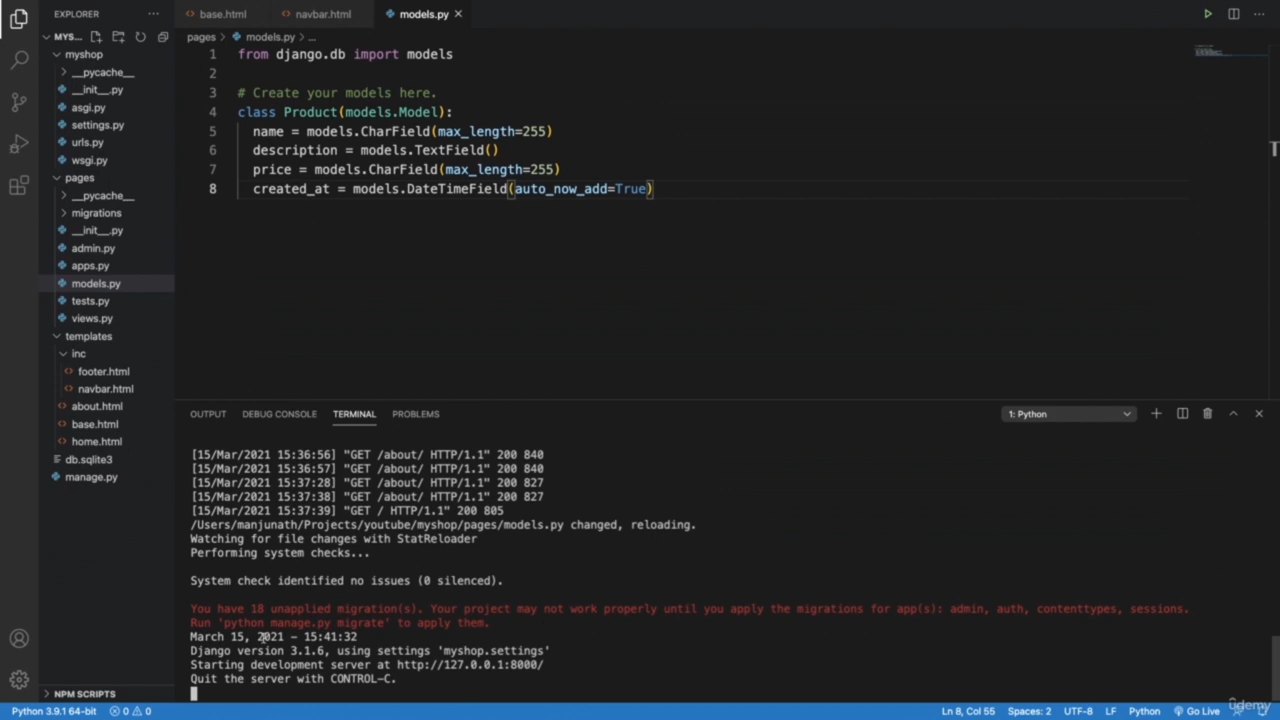 EXPLORER
base.html
navbar.html
models.py
MYS...
pages > models.py > ...
myshop
__pycache__
__init__.py
asgi.py
settings.py
urls.py
wsgi.py
pages
__pycache__
migrations
__init__.py
admin.py
apps.py
models.py
tests.py
views.py
templates
inc
footer.html
navbar.html
about.html
base.html
home.html
db.sqlite3
manage.py
NPM SCRIPTS
1 from django.db import models
2
3 # Create your models here.
4 class Product(models.Model):
5 name = models.CharField(max_length=255)
6 description = models.TextField()
7 price = models.CharField(max_length=255)
8 created_at = models.DateTimeField(auto_now_add=True)
OUTPUT DEBUG CONSOLE TERMINAL PROBLEMS 1: Python
[15/Mar/2021 15:36:56] "GET /about/ HTTP/1.1" 200 840
[15/Mar/2021 15:36:57] "GET /about/ HTTP/1.1" 200 840
[15/Mar/2021 15:37:28] "GET /about/ HTTP/1.1" 200 827
[15/Mar/2021 15:37:38] "GET /about/ HTTP/1.1" 200 827
[15/Mar/2021 15:37:39] "GET / HTTP/1.1" 200 805
/Users/manjunath/Projects/youtube/myshop/pages/models.py changed, reloading.
Watching for file changes with StatReloader
Performing system checks...
System check identified no issues (0 silenced).
You have 18 unapplied migration(s). Your project may not work properly until you apply the migrations for app(s): admin, auth, contenttypes, sessions.
Run 'python manage.py migrate' to apply them.
March 15, 2021 - 15:41:32
Django version 3.1.6, using settings 'myshop.settings'
Starting development server at http://127.0.0.1:8000/
Quit the server with CONTROL-C.
Python 3.9.1 64-bit 0 0 Ln 8, Col 55 Spaces: 2 UTF-8 LF Python Go Live
udemy